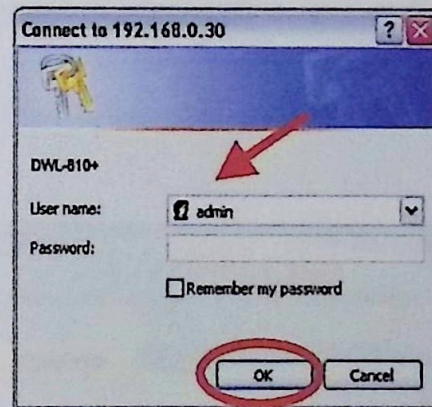 Connect to 192.168.0.30
?
DWL-810+
User name:
admin
Password:
Remember my password
OK
Cancel